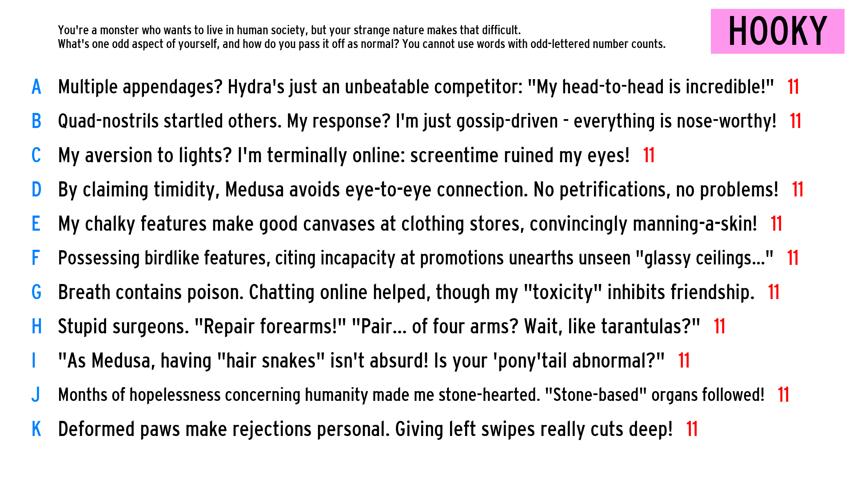 You're a monster who wants to live in human society, but your strange nature makes that difficult.
What's one odd aspect of yourself, and how do you pass it off as normal? You cannot use words with odd-lettered number counts.
HOOKY
A Multiple appendages? Hydra's just an unbeatable competitor: "My head-to-head is incredible!" 11
B Quad-nostrils startled others. My response? I'm just gossip-driven - everything is nose-worthy! 11
C My aversion to lights? I'm terminally online: screentime ruined my eyes! 11
D By claiming timidity, Medusa avoids eye-to-eye connection. No petrifications, no problems! 11
E My chalky features make good canvases at clothing stores, convincingly manning-a-skin! 11
F Possessing birdlike features, citing incapacity at promotions unearths unseen "glassy ceilings..." 11
G Breath contains poison. Chatting online helped, though my "toxicity" inhibits friendship. 11
H Stupid surgeons. "Repair forearms!" "Pair... of four arms? Wait, like tarantulas?" 11
I "As Medusa, having "hair snakes" isn't absurd! Is your 'pony'tail abnormal?" 11
J Months of hopelessness concerning humanity made me stone-hearted. "Stone-based" organs followed! 11
K Deformed paws make rejections personal. Giving left swipes really cuts deep! 11